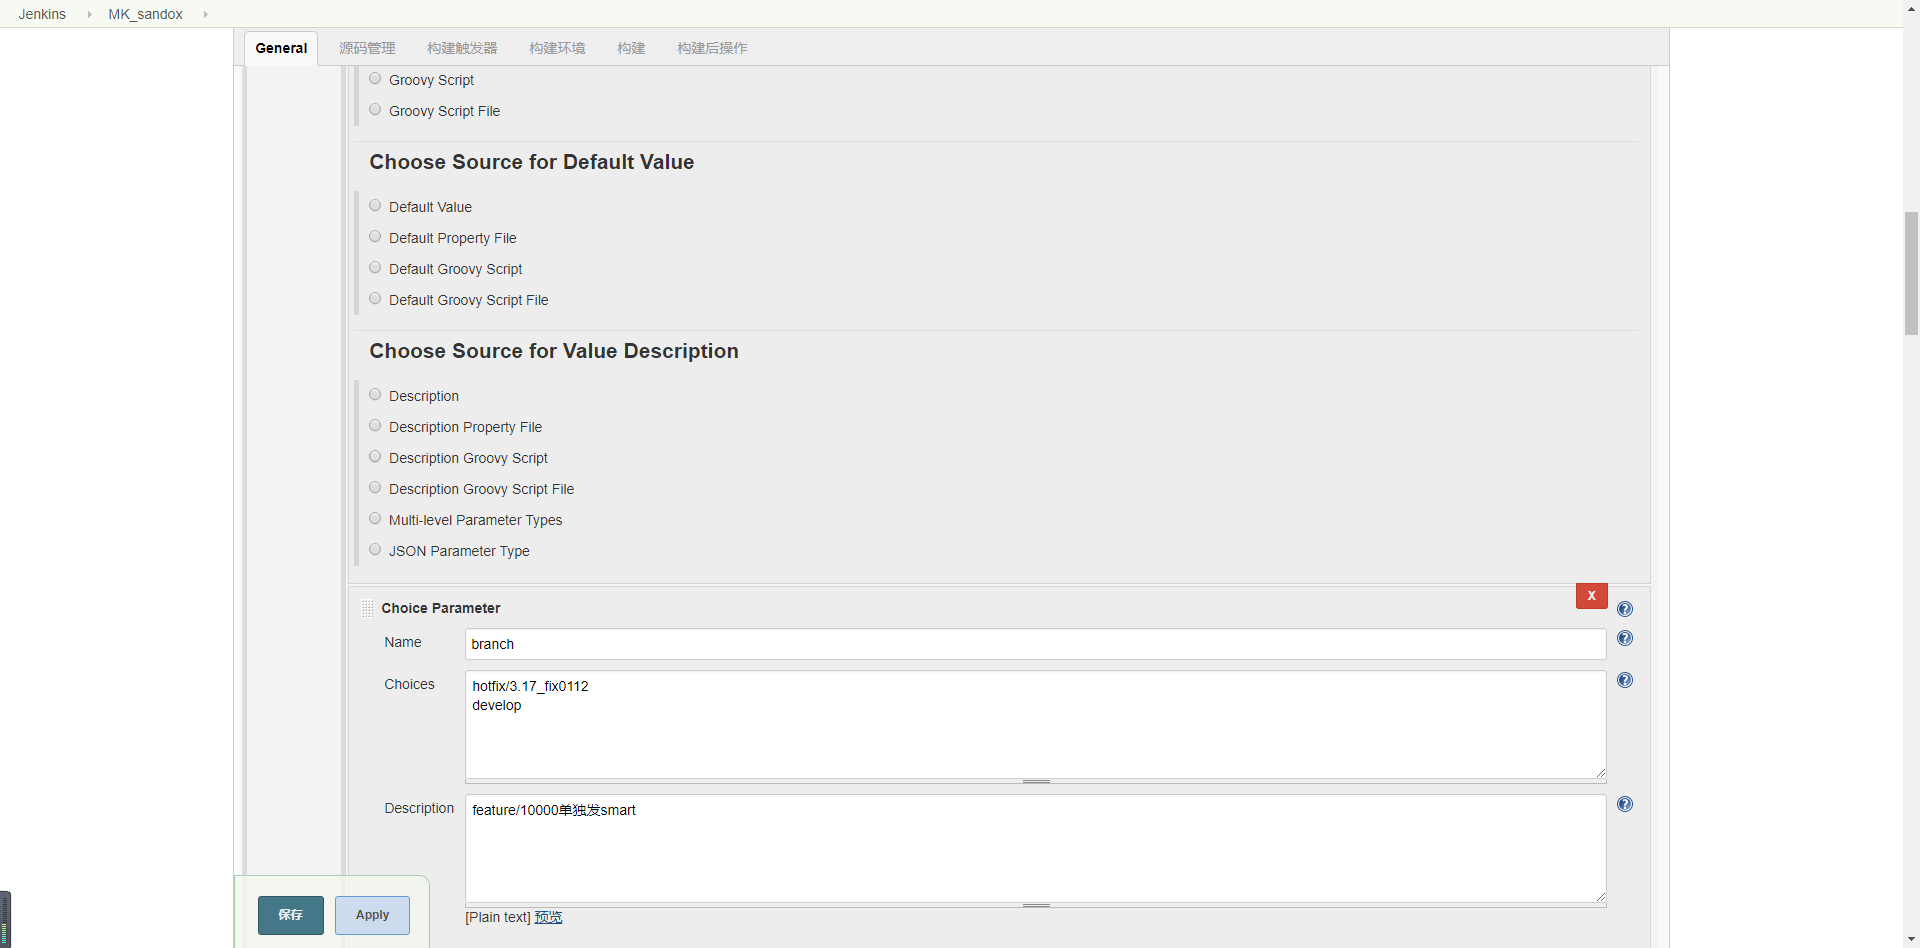 Jenkins MK_sandox
General 源码管理 构建触发器 构建环境 构建 构建后操作
Groovy Script
Groovy Script File
Choose Source for Default Value
Default Value
Default Property File
Default Groovy Script
Default Groovy Script File
Choose Source for Value Description
Description
Description Property File
Description Groovy Script
Description Groovy Script File
Multi-level Parameter Types
JSON Parameter Type
X
Choice Parameter
Name branch
Choices hotfix/3.17_fix0112
develop
Description feature/10000单独发smart
[Plain text] 预览
保存 Apply